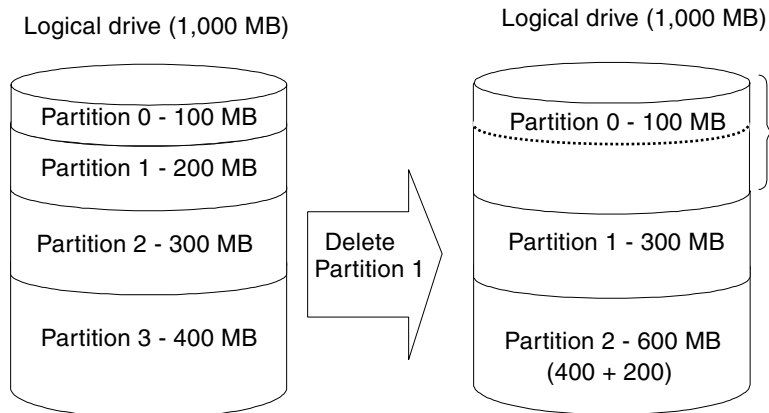 Logical drive (1,000 MB)
Partition 0 - 100 MB
Partition 1 - 200 MB
Partition 2 - 300 MB
Partition 3 - 400 MB
Delete
Partition 1
Logical drive (1,000 MB)
Partition 0 - 100 MB
Partition 1 - 300 MB
Partition 2 - 600 MB
(400 + 200)